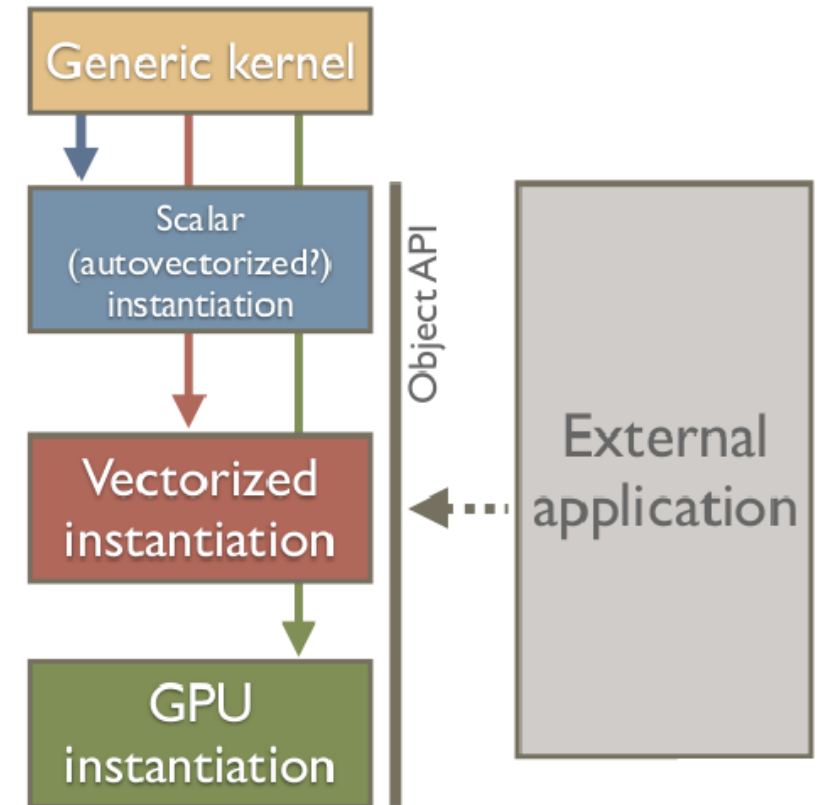 Generic kernel
Scalar
(autovectorized?)
instantiation
Object API
Vectorized
instantiation
External
application
GPU
instantiation